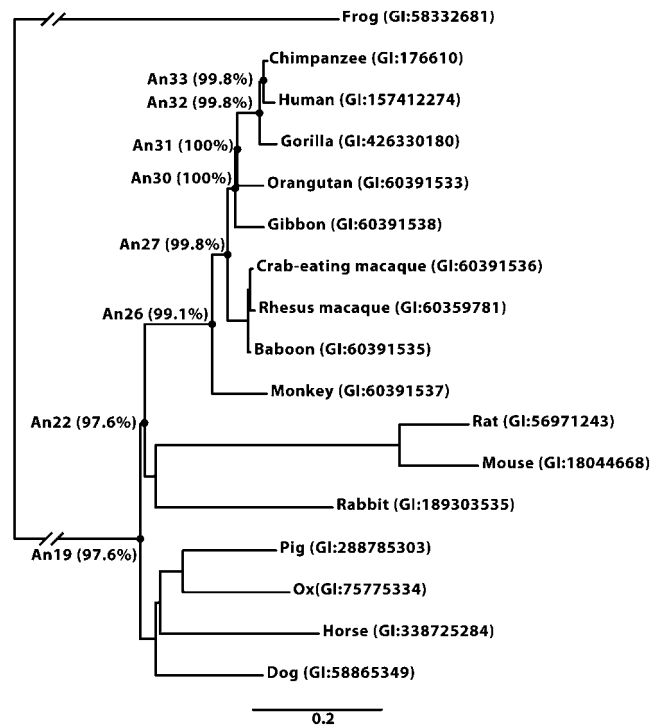 Frog (GI:58332681)
Chimpanzee (GI:176610)
An33 (99.8%)
An32 (99.8%)
Human (GI:157412274)
An31 (100%)
Gorilla (GI:426330180)
An30 (100%)
Orangutan (GI:60391533)
Gibbon (GI:60391538)
An27 (99.8%)
Crab-eating macaque (GI:60391536)
Rhesus macaque (GI:60359781)
An26 (99.1%)
Baboon (GI:60391535)
Monkey (GI:60391537)
An22 (97.6%)
Rat (GI:56971243)
Mouse (GI:18044668)
Rabbit (GI:189303535)
An19 (97.6%)
Pig (GI:288785303)
Ox(GI:75775334)
Horse (GI:338725284)
Dog (GI:58865349)
0.2